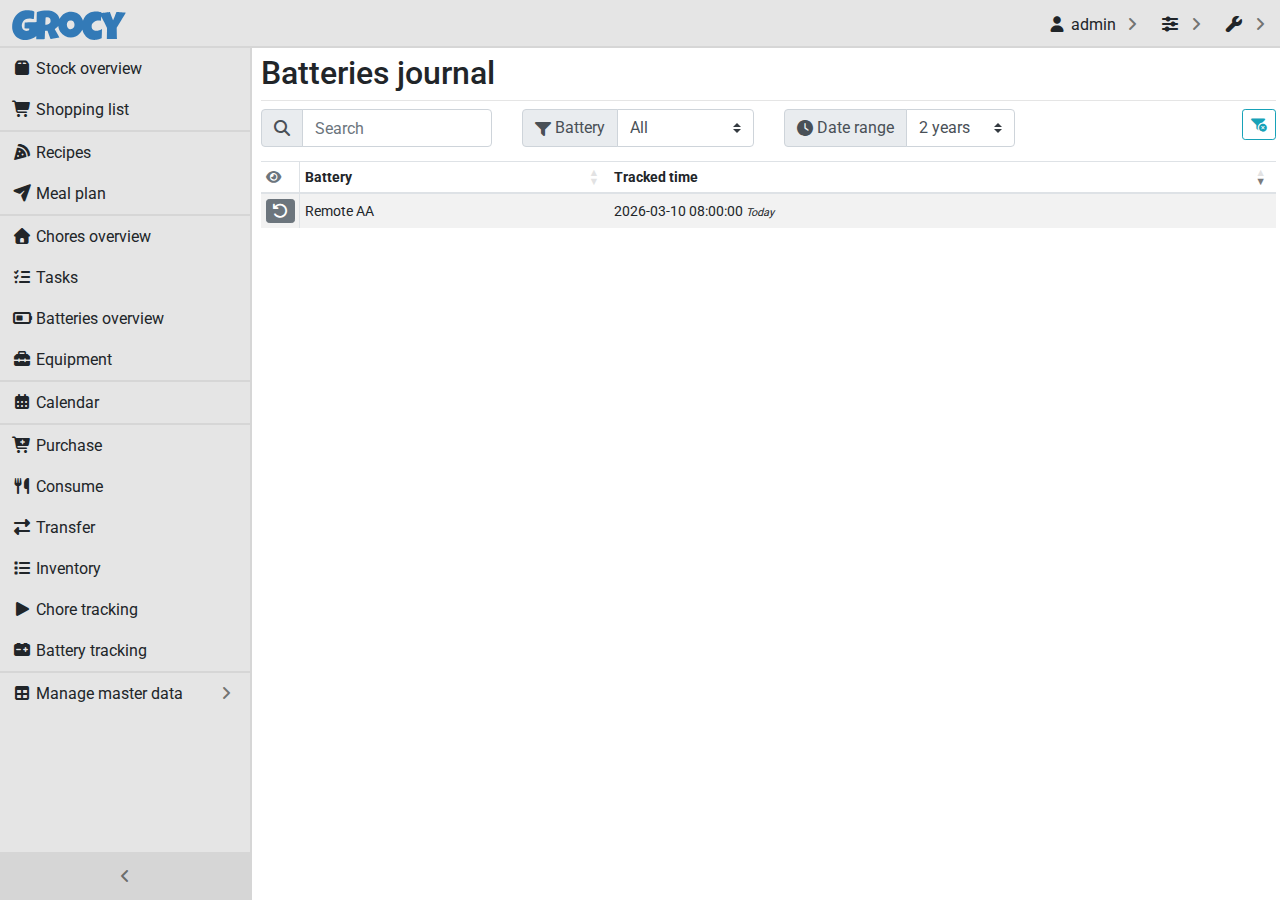 GROCY
admin
Stock overview
Shopping list
Recipes
Meal plan
Chores overview
Tasks
Batteries overview
Equipment
Calendar
Purchase
Consume
Transfer
Inventory
Chore tracking
Battery tracking
Manage master data
Batteries journal
Search
Battery All
Date range 2 years
Battery Tracked time
Remote AA 2026-03-10 08:00:00 Today